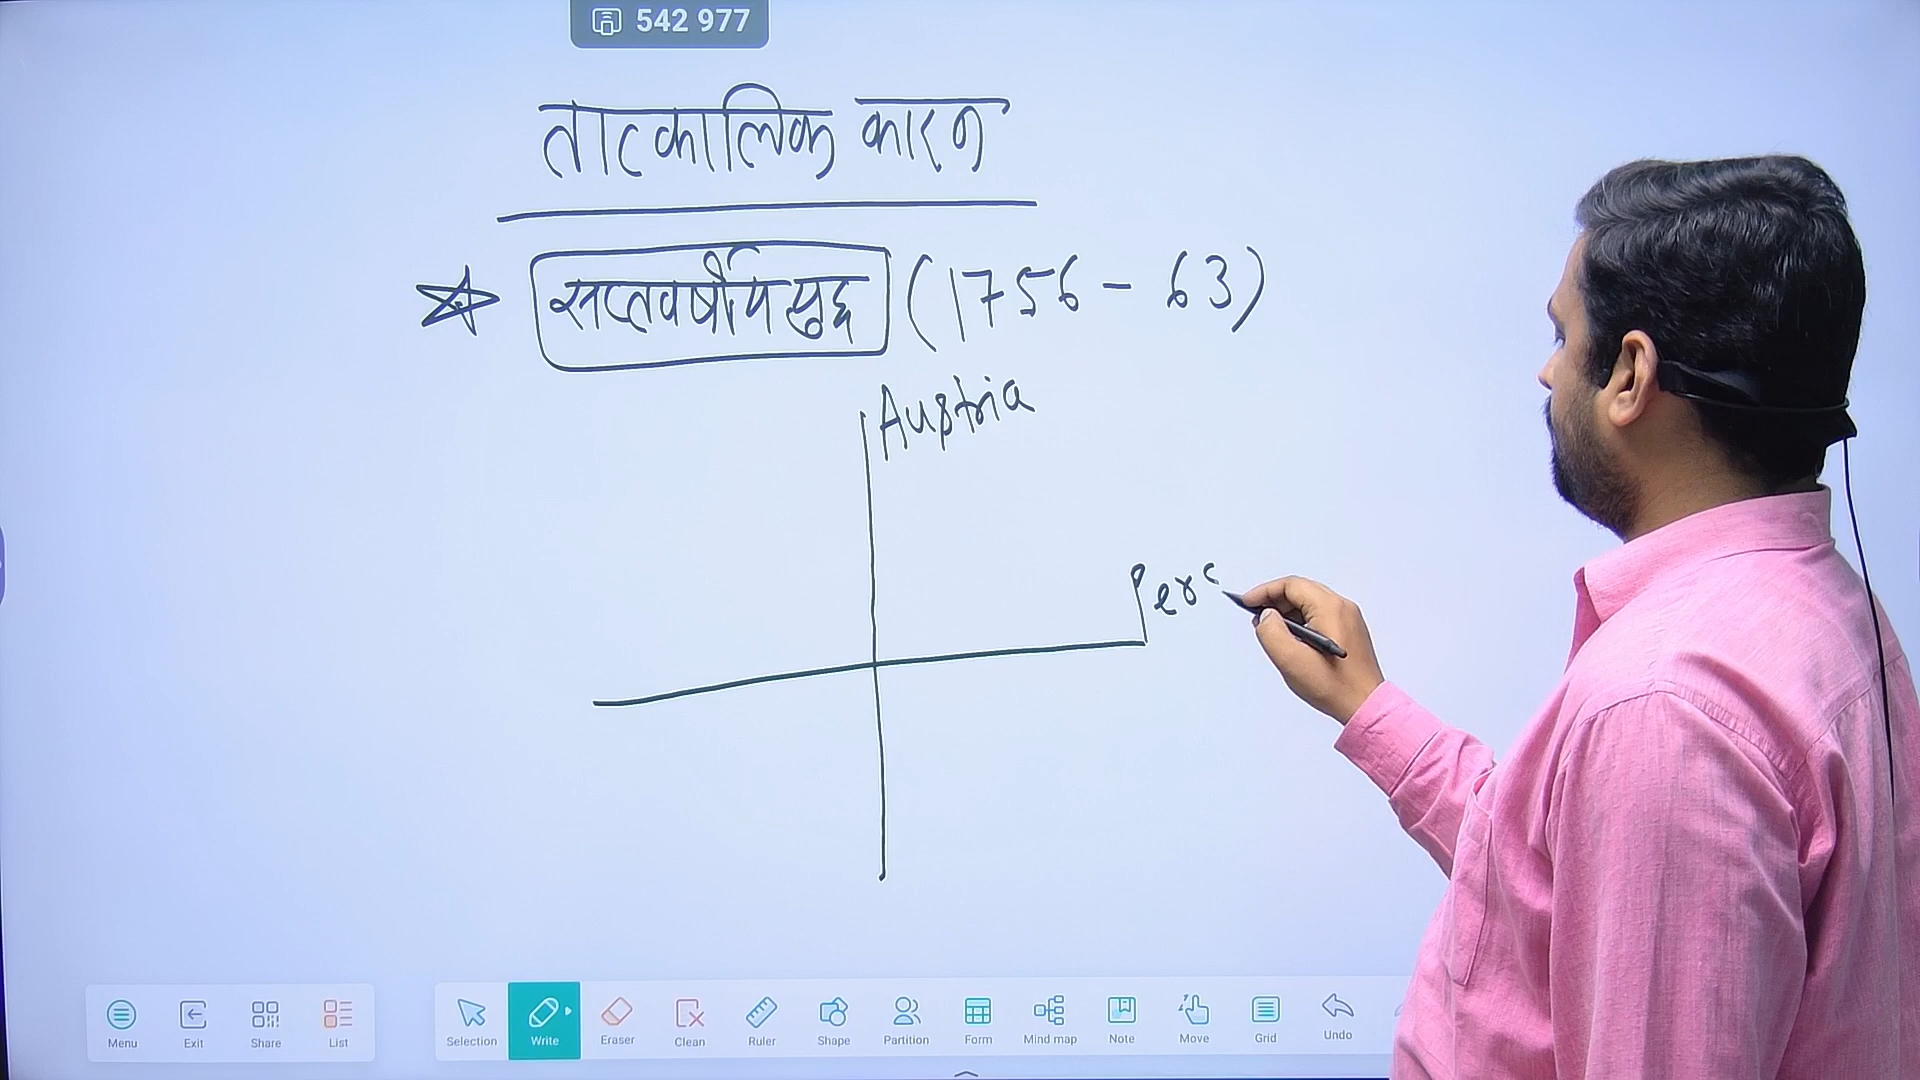 542 977
तात्कालिक कारण
सप्तवर्षीय युद्ध (1756 - 63)
Austria
Pers
Menu Exit Share List Selection Write Eraser Clean Ruler Shape Partition Form Mind map Note Move Grid Undo